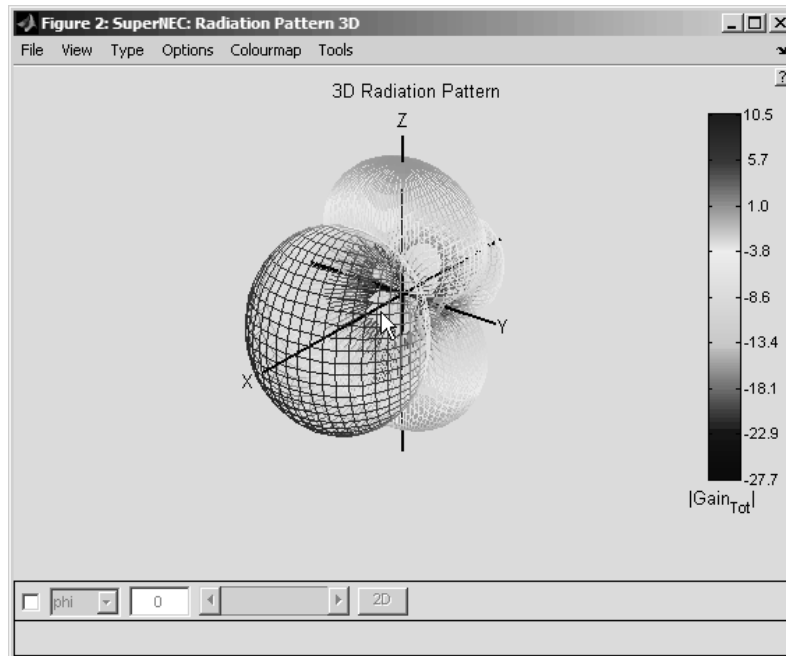 Figure 2: SuperNEC: Radiation Pattern 3D
File View Type Options Colourmap Tools
?
3D Radiation Pattern
Z
Y
X
10.5
5.7
1.0
-3.8
-8.6
-13.4
-18.1
-22.9
-27.7
|Gain_Tot|
phi 0 2D